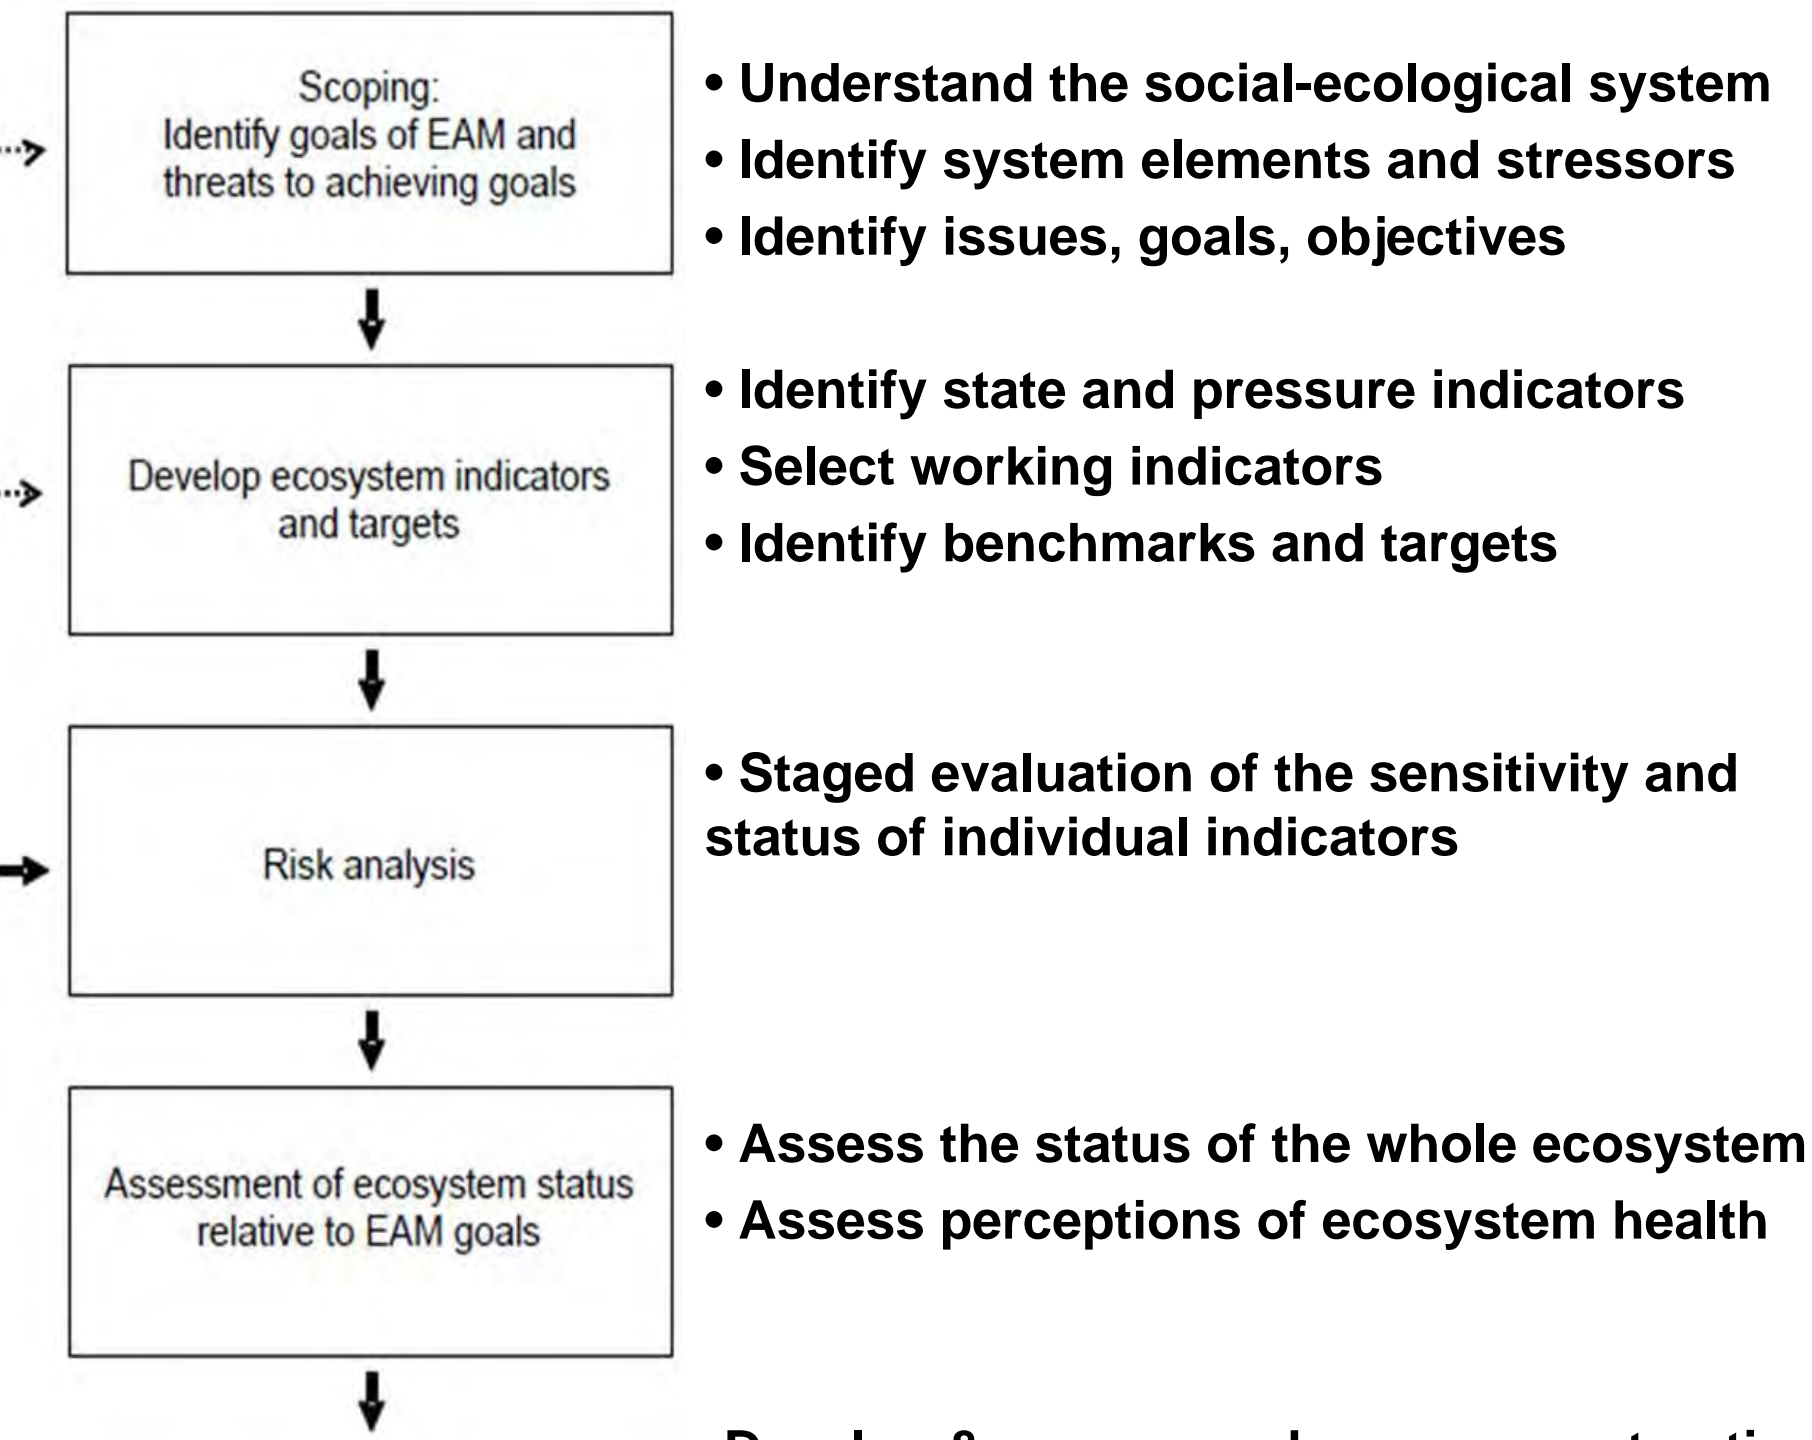 Scoping:
Identify goals of EAM and
threats to achieving goals
• Understand the social-ecological system
• Identify system elements and stressors
• Identify issues, goals, objectives
Develop ecosystem indicators
and targets
• Identify state and pressure indicators
• Select working indicators
• Identify benchmarks and targets
Risk analysis
• Staged evaluation of the sensitivity and
status of individual indicators
Assessment of ecosystem status
relative to EAM goals
• Assess the status of the whole ecosystem
• Assess perceptions of ecosystem health